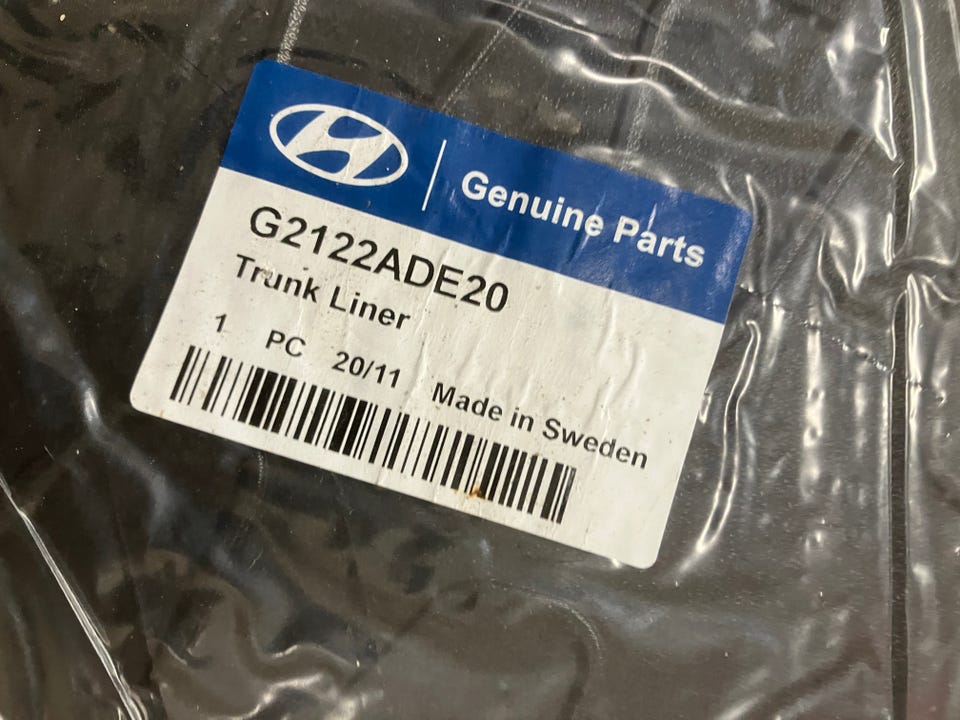 Genuine Parts
G2122ADE20
Trunk Liner
1 PC 20/11 Made in Sweden